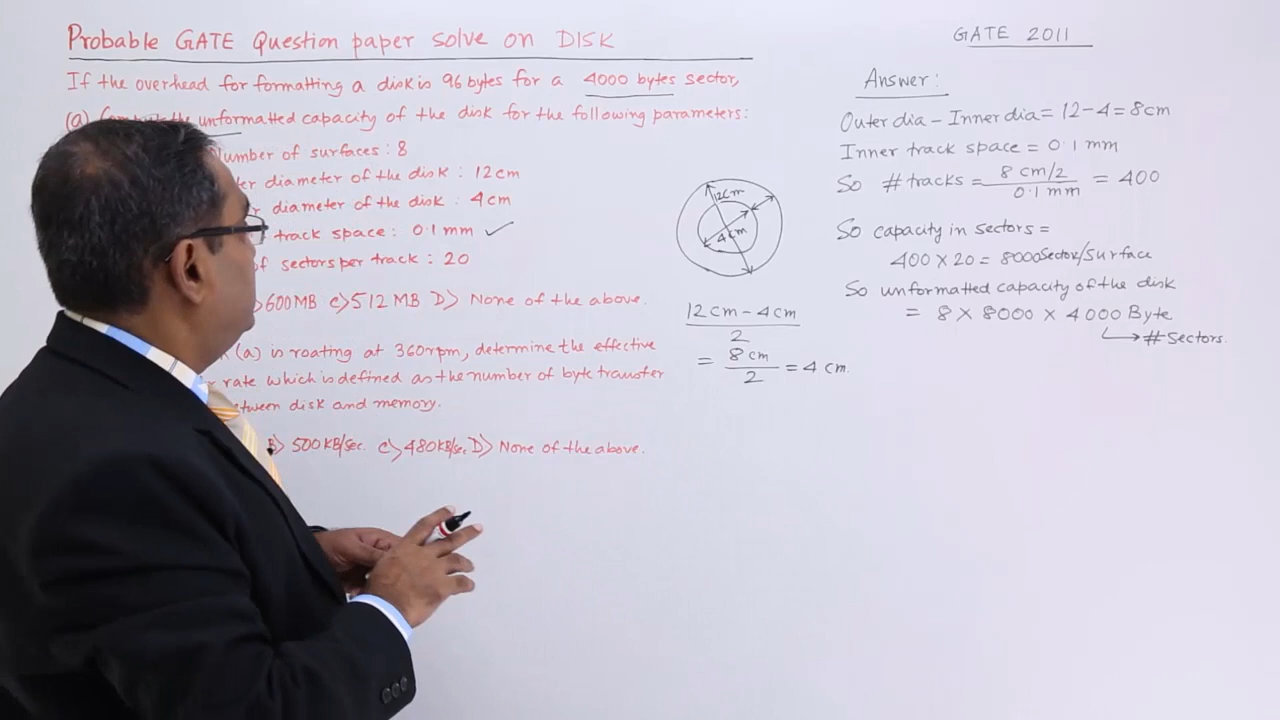 Probable GATE Question paper solve on DISK
GATE 2011
If the overhead for formatting a disk is 96 bytes for a 4000 bytes sector,
(a) Compute the unformatted capacity of the disk for the following parameters:
Number of surfaces: 8
diameter of the disk : 12cm
diameter of the disk : 4cm
track space: 0.1 mm ✓
of sectors per track : 20
600MB C> 512 MB D> None of the above.
(a) is roating at 360rpm, determine the effective
rate which is defined as the number of byte transfer
between disk and memory.
B> 500KB/sec. C> 480KB/sec D> None of the above.
12cm
4cm
12cm - 4cm
2
= 8cm
2
= 4 cm.
Answer:
Outer dia - Inner dia = 12-4 = 8cm
Inner track space = 0.1 mm
So # tracks = 8 cm/2
0.1 mm
= 400
So capacity in sectors =
400 x 20 = 8000 Sector/Surface
So unformatted capacity of the disk
= 8 x 8000 x 4000 Byte
→ # Sectors.